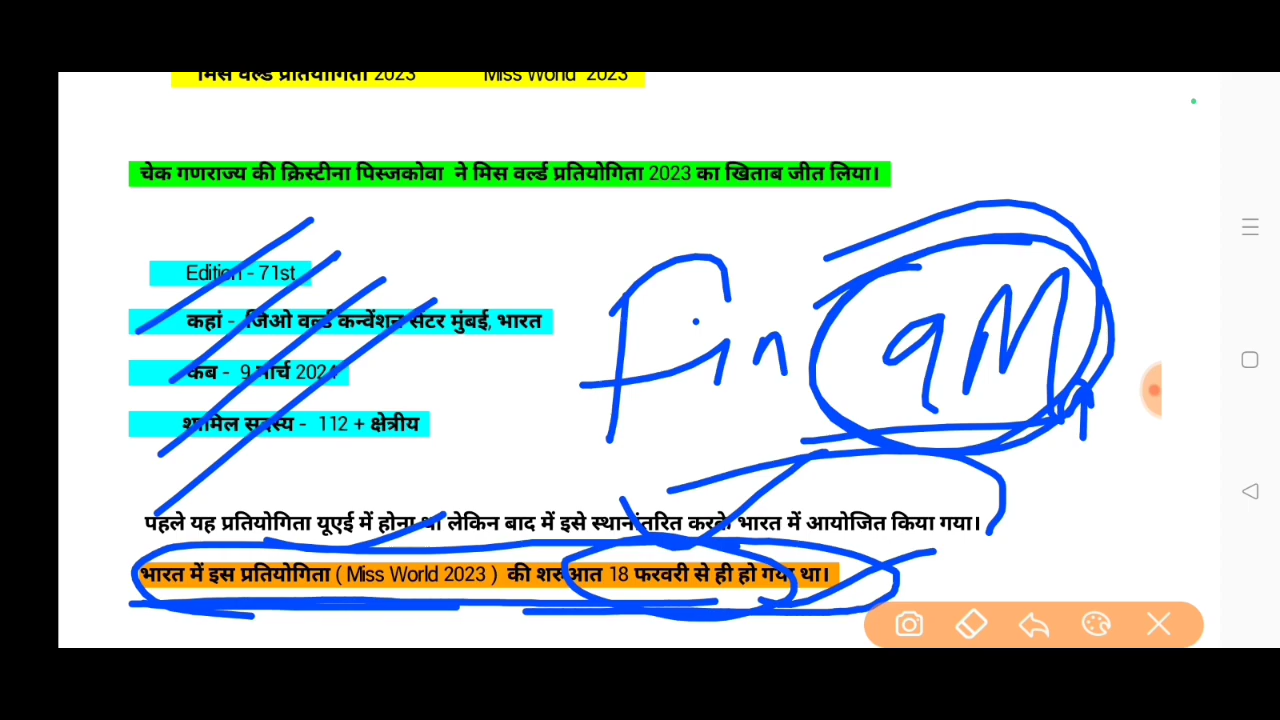 मिस वर्ल्ड प्रतियोगिता 2023 Miss World 2023
चेक गणराज्य की क्रिस्टीना पिस्जकोवा ने मिस वर्ल्ड प्रतियोगिता 2023 का खिताब जीत लिया।
Edition - 71st
कहां - जिओ वर्ल्ड कन्वेंशन सेंटर मुंबई, भारत
कब - 9 मार्च 2024
शामिल सदस्य - 112 + क्षेत्रीय
Fin 9M
पहले यह प्रतियोगिता यूएई में होना था लेकिन बाद में इसे स्थानांतरित करके भारत में आयोजित किया गया।
भारत में इस प्रतियोगिता ( Miss World 2023 ) की शरुआत 18 फरवरी से ही हो गया था।